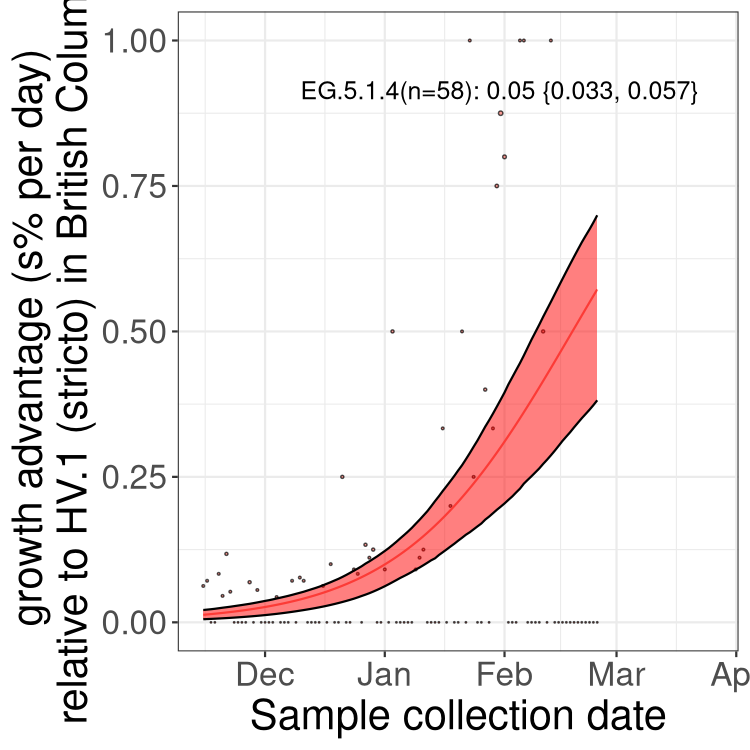 growth advantage (s% per day)
relative to HV.1 (stricto) in British Colum
1.00
0.75
0.50
0.25
0.00
EG.5.1.4(n=58): 0.05 {0.033, 0.057}
Dec Jan Feb Mar Ap
Sample collection date